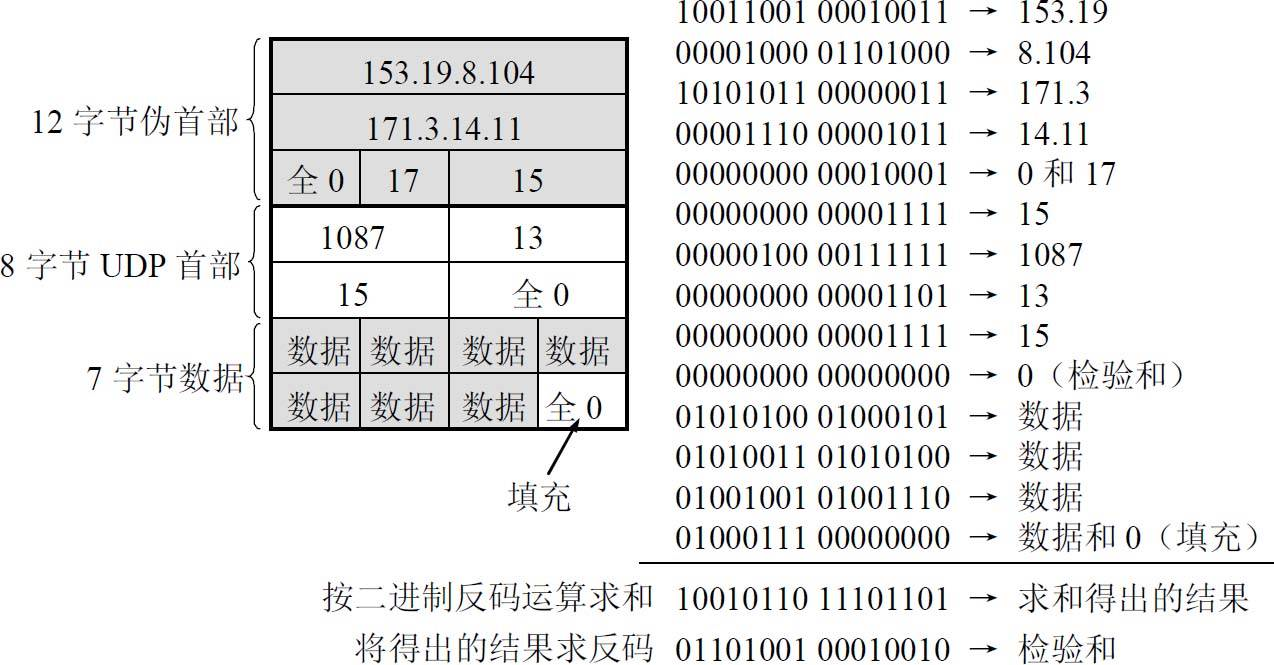 12 字节伪首部
153.19.8.104
171.3.14.11
全 0 17 15
8 字节 UDP 首部
1087 13
15 全 0
7 字节数据
数据 数据 数据 数据
数据 数据 数据 全 0
填充
10011001 00010011 → 153.19
00001000 01101000 → 8.104
10101011 00000011 → 171.3
00001110 00001011 → 14.11
00000000 00010001 → 0 和 17
00000000 00001111 → 15
00000100 00111111 → 1087
00000000 00001101 → 13
00000000 00001111 → 15
00000000 00000000 → 0（检验和）
01010100 01000101 → 数据
01010011 01010100 → 数据
01001001 01001110 → 数据
01000111 00000000 → 数据和 0（填充）
按二进制反码运算求和 10010110 11101101 → 求和得出的结果
将得出的结果求反码 01101001 00010010 → 检验和